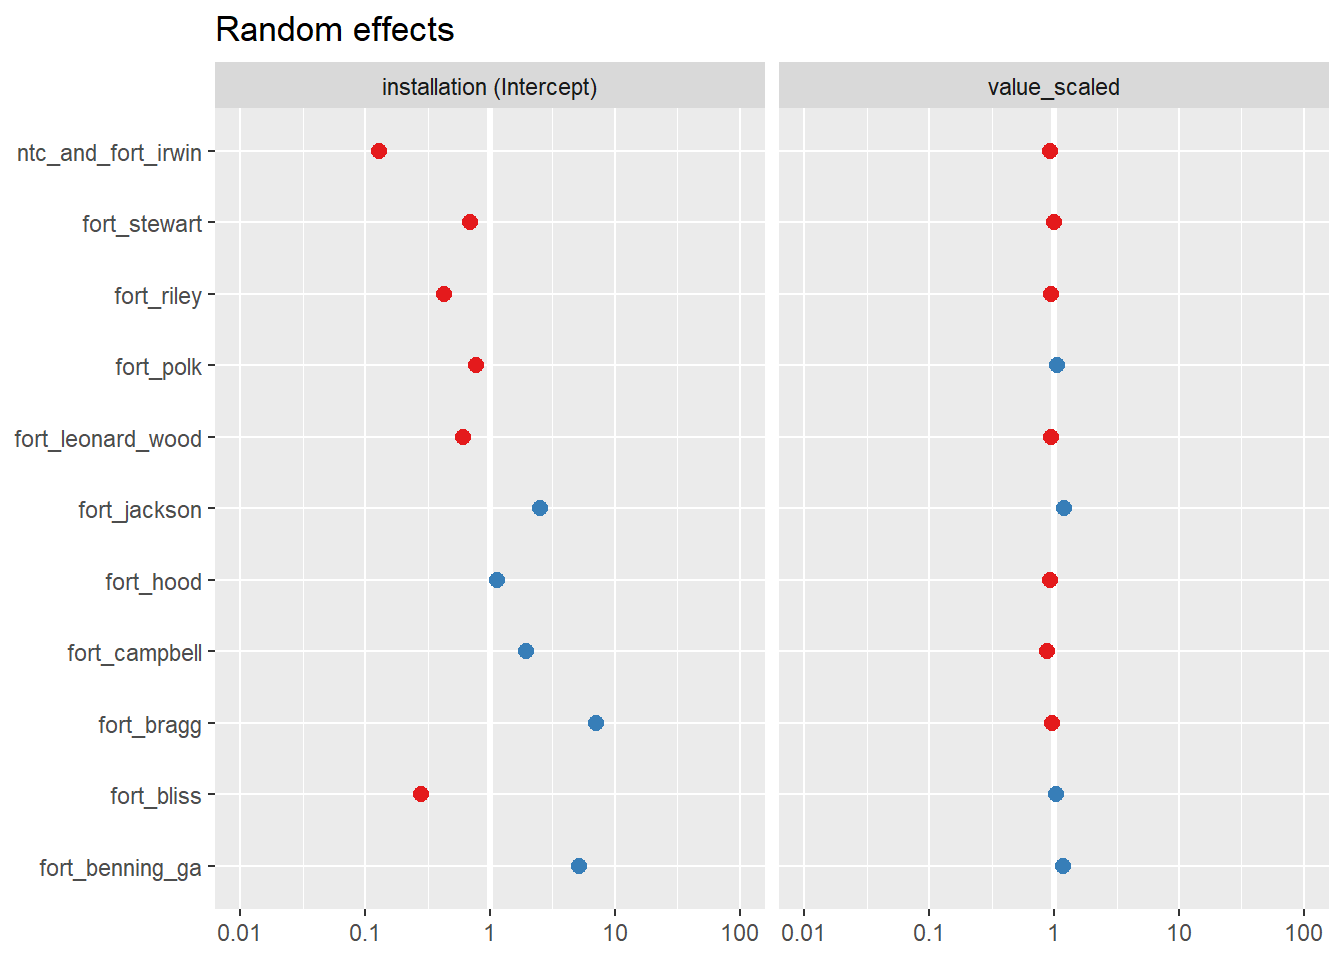 Random effects
installation (Intercept)
value_scaled
ntc_and_fort_irwin
fort_stewart
fort_riley
fort_polk
fort_leonard_wood
fort_jackson
fort_hood
fort_campbell
fort_bragg
fort_bliss
fort_benning_ga
0.01 0.1 1 10 100
0.01 0.1 1 10 100